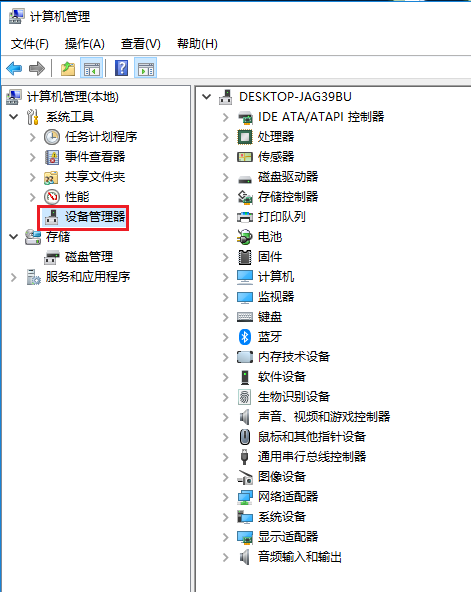 计算机管理
文件(F) 操作(A) 查看(V) 帮助(H)
计算机管理(本地)
系统工具
任务计划程序
事件查看器
共享文件夹
性能
设备管理器
存储
磁盘管理
服务和应用程序
DESKTOP-JAG39BU
IDE ATA/ATAPI 控制器
处理器
传感器
磁盘驱动器
存储控制器
打印队列
电池
固件
计算机
监视器
键盘
蓝牙
内存技术设备
软件设备
生物识别设备
声音、视频和游戏控制器
鼠标和其他指针设备
通用串行总线控制器
图像设备
网络适配器
系统设备
显示适配器
音频输入和输出